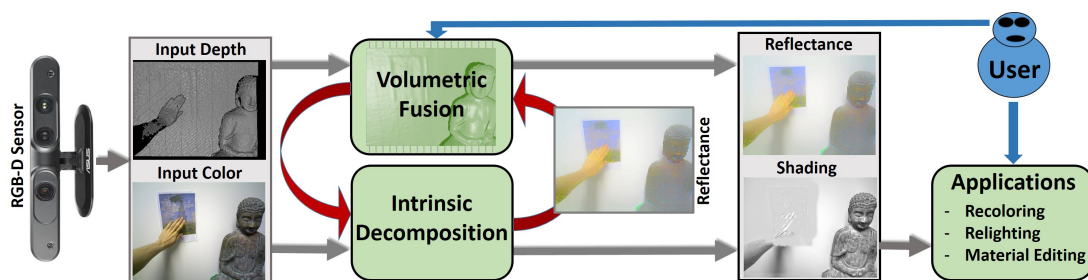 RGB-D Sensor
ASUS
Input Depth
Input Color
Volumetric
Fusion
Intrinsic
Decomposition
Reflectance
Reflectance
Shading
User
Applications
- Recoloring
- Relighting
- Material Editing